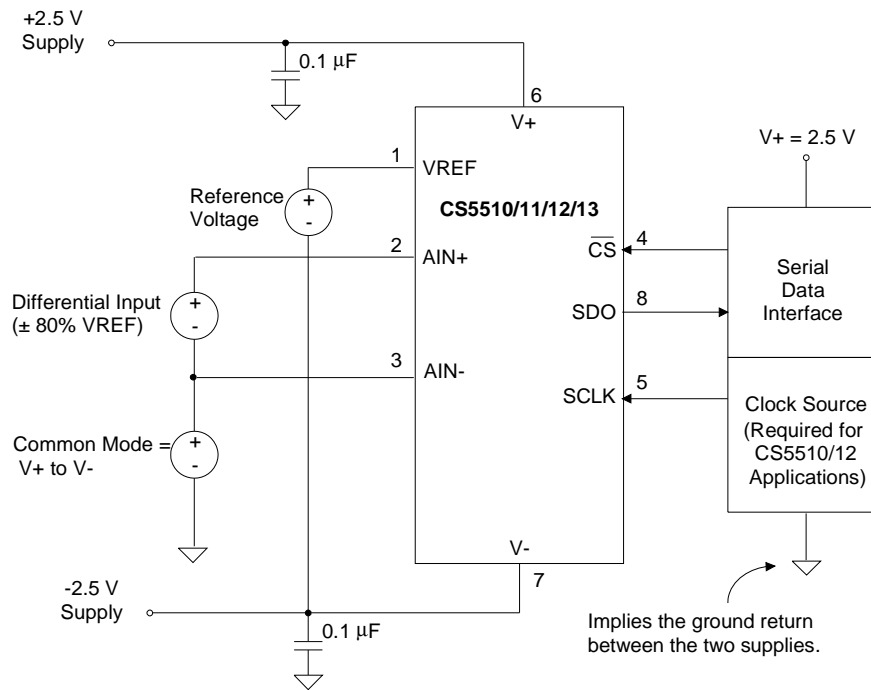 +2.5 V
Supply
0.1 μF
6
V+
V+ = 2.5 V
1
VREF
Reference
Voltage
+
-
CS5510/11/12/13
CS
4
2
AIN+
Serial
Data
Interface
Differential Input
(± 80% VREF)
+
-
SDO
8
3
AIN-
SCLK
5
Clock Source
(Required for
CS5510/12
Applications)
Common Mode =
V+ to V-
+
-
V-
7
-2.5 V
Supply
0.1 μF
Implies the ground return
between the two supplies.